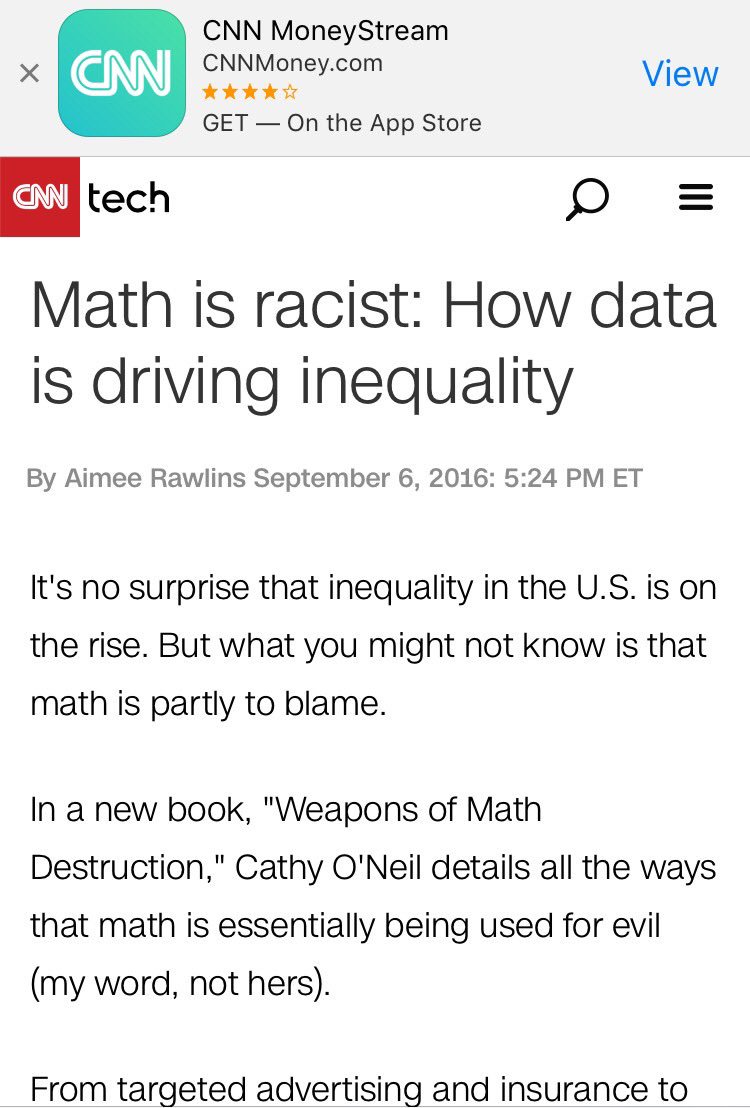 CNN MoneyStream
CNN
CNNMoney.com
View
GET — On the App Store
CNN tech
Math is racist: How data
is driving inequality
By Aimee Rawlins September 6, 2016: 5:24 PM ET
It's no surprise that inequality in the U.S. is on
the rise. But what you might not know is that
math is partly to blame.
In a new book, "Weapons of Math
Destruction," Cathy O'Neil details all the ways
that math is essentially being used for evil
(my word, not hers).
From targeted advertising and insurance to